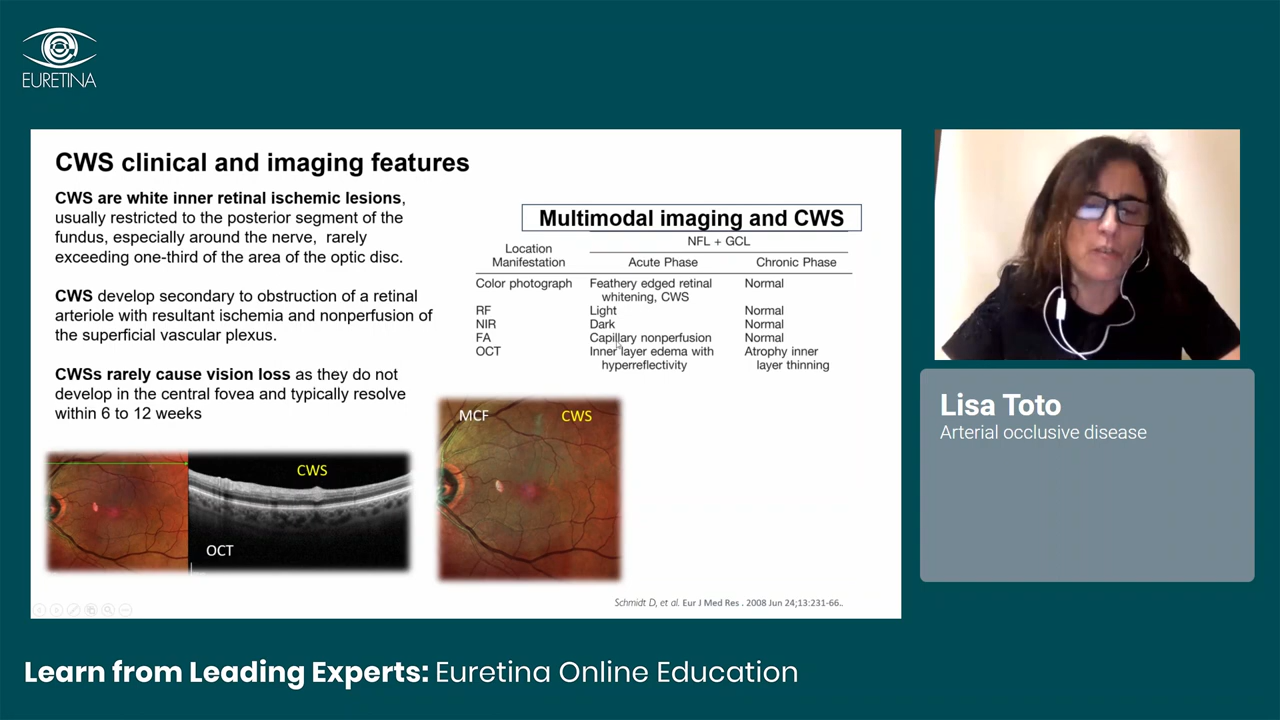 EURETINA
CWS clinical and imaging features
CWS are white inner retinal ischemic lesions,
usually restricted to the posterior segment of the
fundus, especially around the nerve, rarely
exceeding one-third of the area of the optic disc.
CWS develop secondary to obstruction of a retinal
arteriole with resultant ischemia and nonperfusion of
the superficial vascular plexus.
CWSs rarely cause vision loss as they do not
develop in the central fovea and typically resolve
within 6 to 12 weeks
CWS
OCT
Multimodal imaging and CWS
NFL + GCL
Location
Manifestation Acute Phase Chronic Phase
Color photograph Feathery edged retinal Normal
whitening, CWS
RF Light Normal
NIR Dark Normal
FA Capillary nonperfusion Normal
OCT Inner layer edema with Atrophy inner
hyperreflectivity layer thinning
MCF CWS
Schmidt D, et al. Eur J Med Res . 2008 Jun 24;13:231-66..
Lisa Toto
Arterial occlusive disease
Learn from Leading Experts: Euretina Online Education